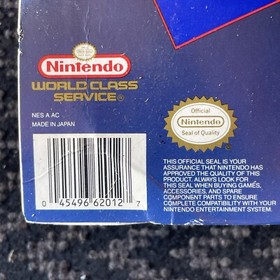 Nintendo
WORLD CLASS
SERVICE®
NES A AC
MADE IN JAPAN
0 45496 62012 7
Official
Nintendo
Seal of Quality
THIS OFFICIAL SEAL IS YOUR
ASSURANCE THAT NINTENDO HAS
APPROVED THE QUALITY OF THIS
PRODUCT. ALWAYS LOOK FOR
THIS SEAL WHEN BUYING GAMES,
ACCESSORIES, AND SPARE
COMPONENT PARTS TO ENSURE
COMPLETE COMPATIBILITY WITH YOUR
NINTENDO ENTERTAINMENT SYSTEM.